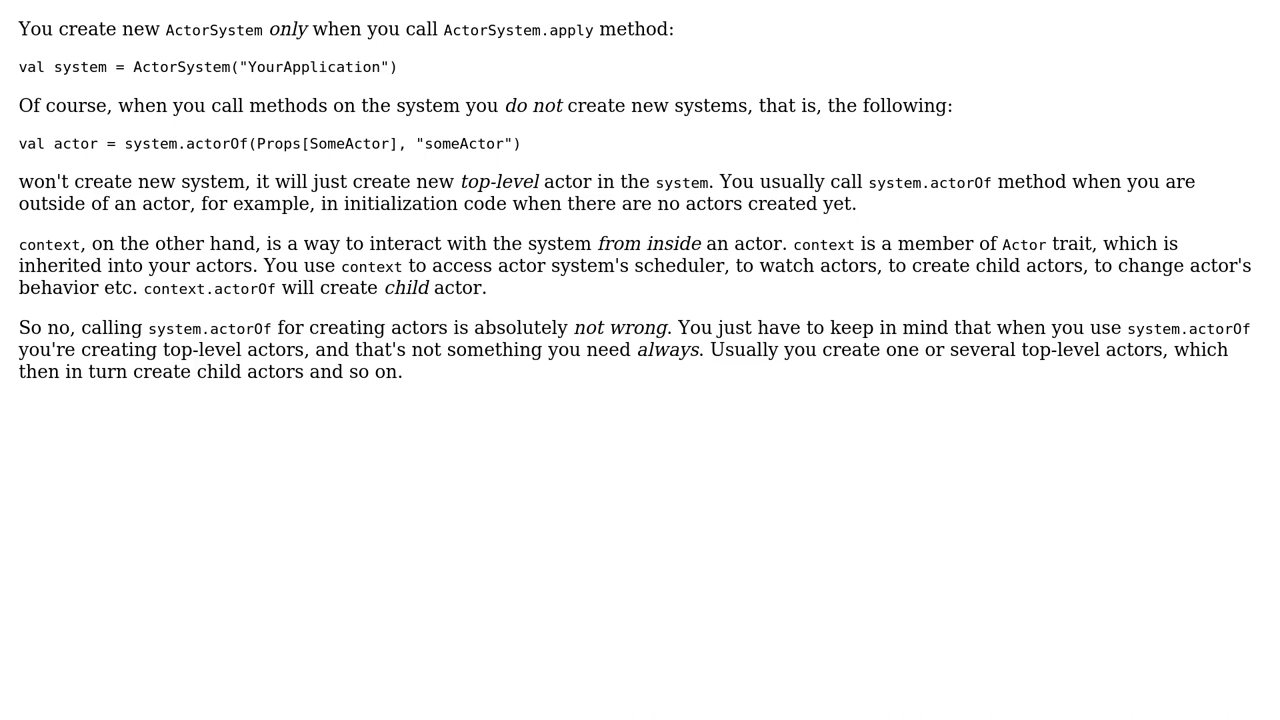 You create new ActorSystem only when you call ActorSystem.apply method:
val system = ActorSystem("YourApplication")
Of course, when you call methods on the system you do not create new systems, that is, the following:
val actor = system.actorOf(Props[SomeActor], "someActor")
won't create new system, it will just create new top-level actor in the system. You usually call system.actorOf method when you are
outside of an actor, for example, in initialization code when there are no actors created yet.
context, on the other hand, is a way to interact with the system from inside an actor. context is a member of Actor trait, which is
inherited into your actors. You use context to access actor system's scheduler, to watch actors, to create child actors, to change actor's
behavior etc. context.actorOf will create child actor.
So no, calling system.actorOf for creating actors is absolutely not wrong. You just have to keep in mind that when you use system.actorOf
you're creating top-level actors, and that's not something you need always. Usually you create one or several top-level actors, which
then in turn create child actors and so on.